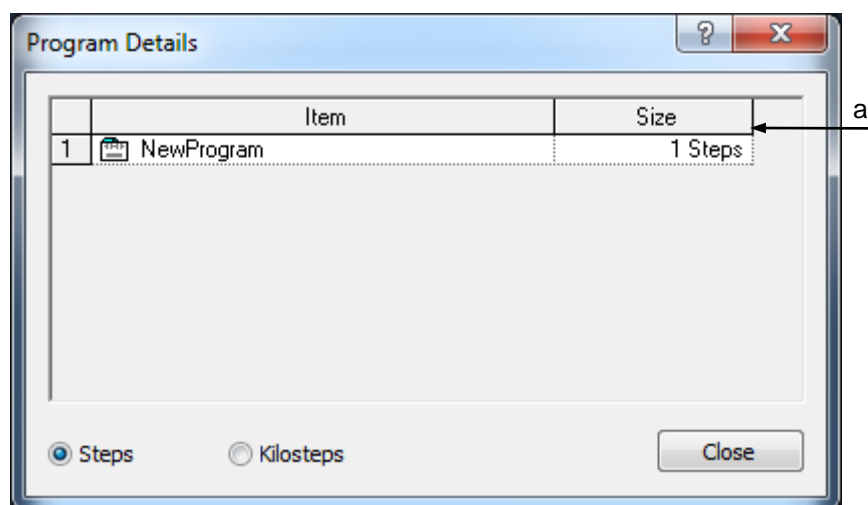 Program Details
Item Size
a
1 NewProgram 1 Steps
Steps Kilosteps Close